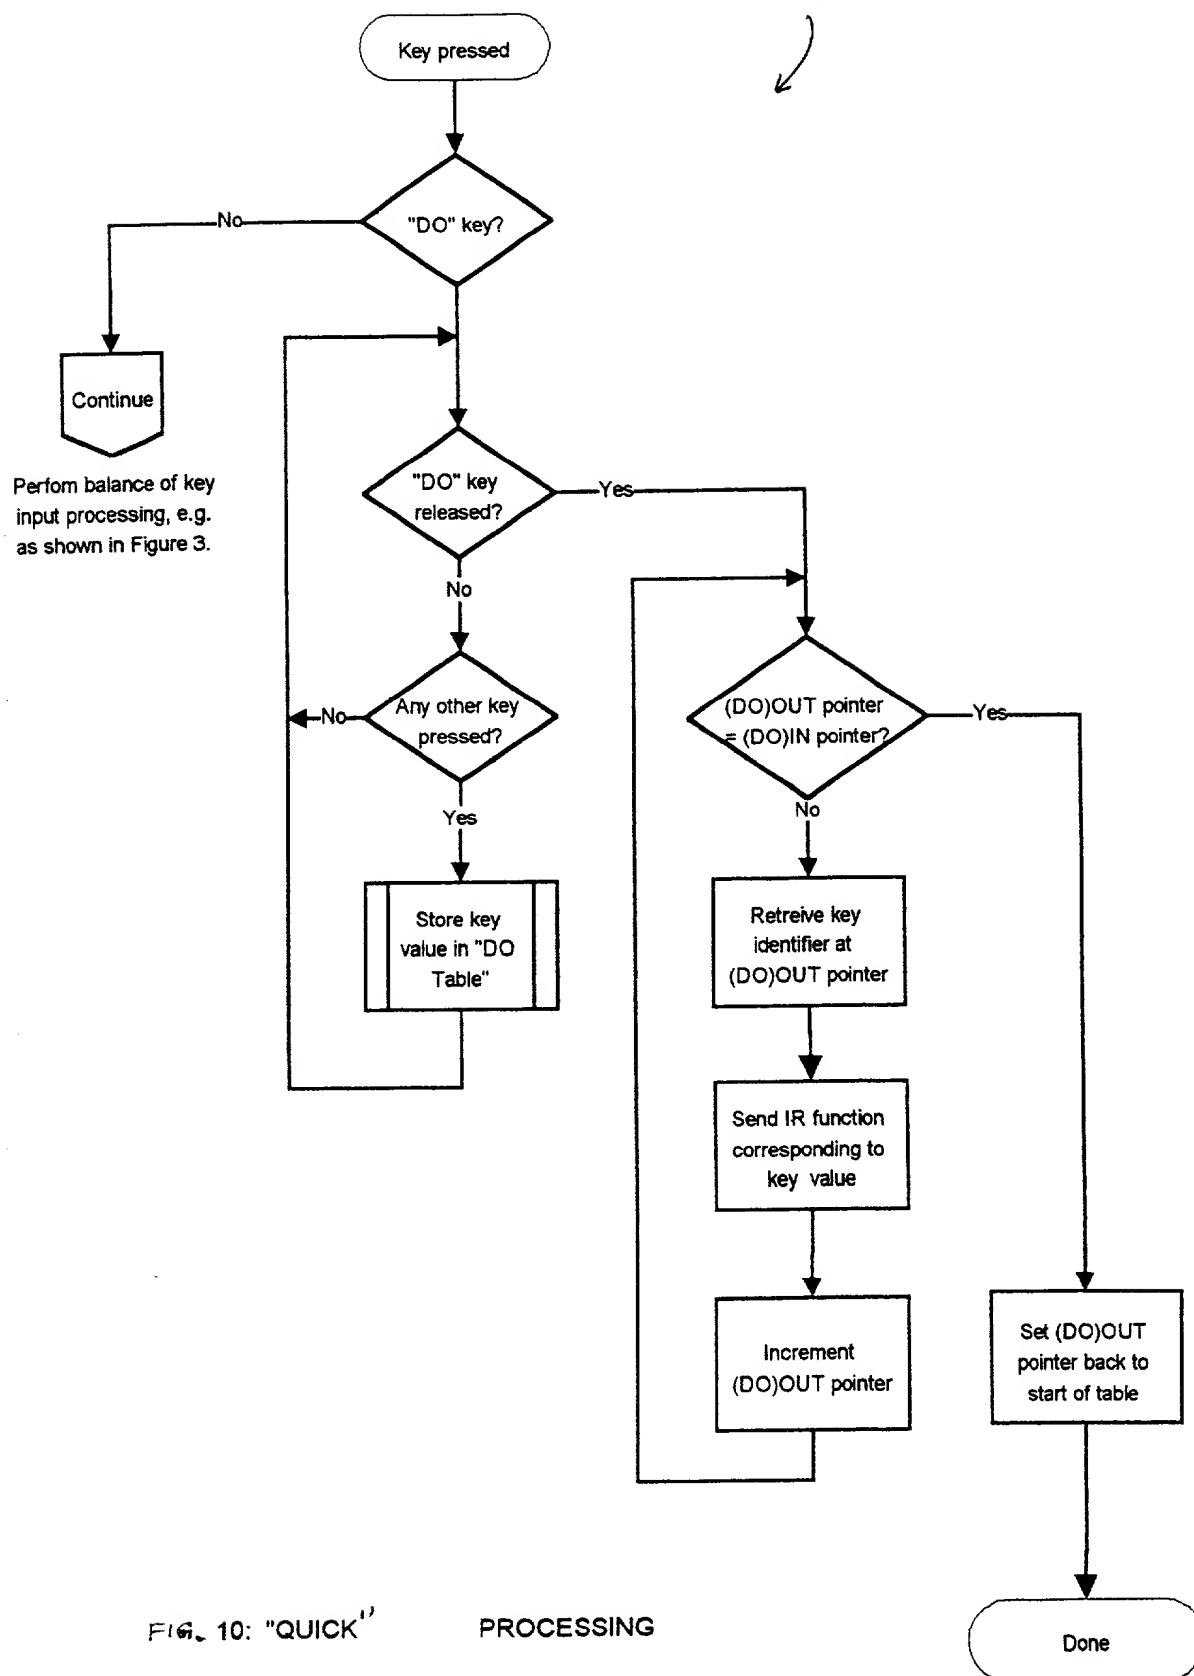 Key pressed
"DO" key?
No
Continue
Perfom balance of key
input processing, e.g.
as shown in Figure 3.
"DO" key
released?
Yes
No
Any other key
pressed?
No
Yes
Store key
value in "DO
Table"
(DO)OUT pointer
= (DO)IN pointer?
Yes
No
Retreive key
identifier at
(DO)OUT pointer
Send IR function
corresponding to
key value
Increment
(DO)OUT pointer
Set (DO)OUT
pointer back to
start of table
Done
FIG. 10: "QUICK" PROCESSING